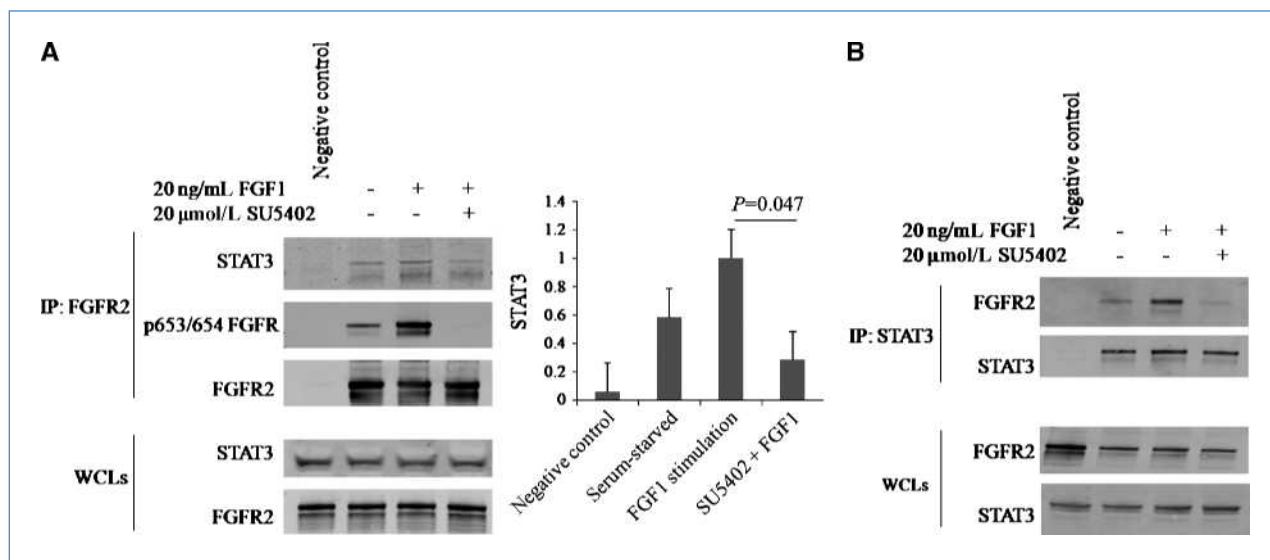 A
Negative control
20 ng/mL FGF1 - + +
20 µmol/L SU5402 - - +
IP: FGFR2
STAT3
p653/654 FGFR
FGFR2
WCLs
STAT3
FGFR2
P=0.047
STAT3
1.4
1.2
1
0.8
0.6
0.4
0.2
0
Negative control
Serum-starved
FGF1 stimulation
SU5402 + FGF1
B
Negative control
20 ng/mL FGF1 - + +
20 µmol/L SU5402 - - +
IP: STAT3
FGFR2
STAT3
WCLs
FGFR2
STAT3